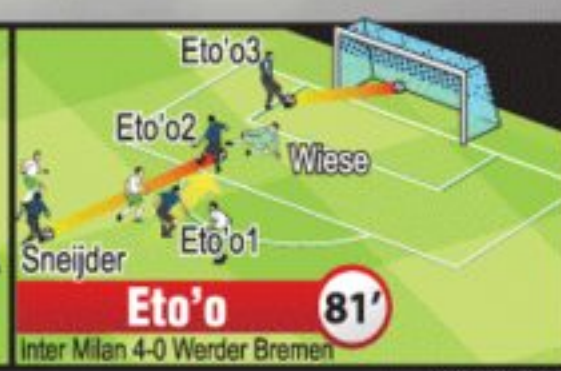 Eto'o3
Eto'o2
Wiese
Eto'o1
Sneijder
Eto'o 81'
Inter Milan 4-0 Werder Bremen